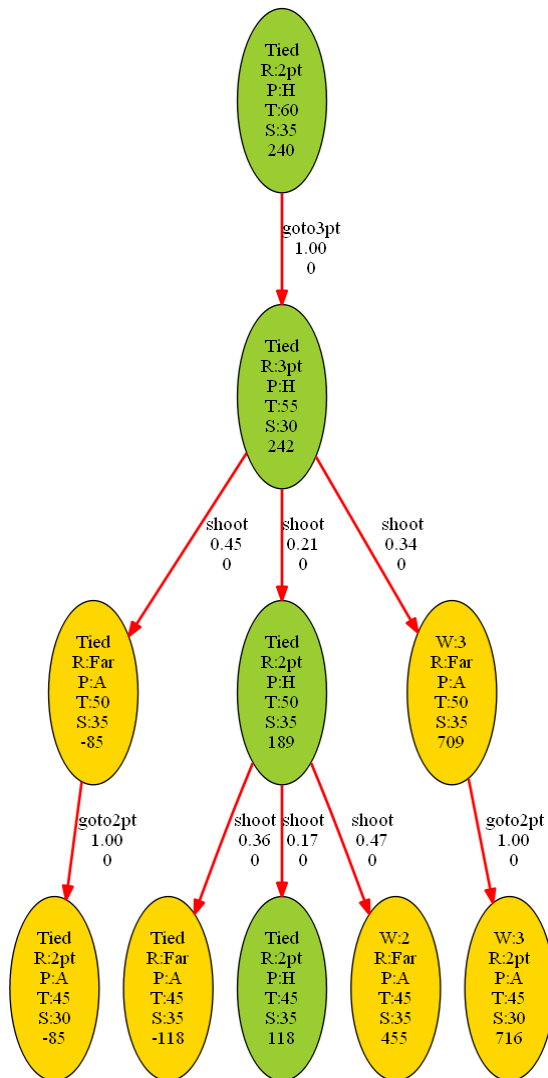 Tied
R:2pt
P:H
T:60
S:35
240
goto3pt
1.00
0
Tied
R:3pt
P:H
T:55
S:30
242
shoot
0.45
0
shoot
0.21
0
shoot
0.34
0
Tied
R:Far
P:A
T:50
S:35
-85
Tied
R:2pt
P:H
T:50
S:35
189
W:3
R:Far
P:A
T:50
S:35
709
goto2pt
1.00
0
shoot
0.36
0
shoot
0.17
0
shoot
0.47
0
goto2pt
1.00
0
Tied
R:2pt
P:A
T:45
S:30
-85
Tied
R:Far
P:A
T:45
S:35
-118
Tied
R:2pt
P:H
T:45
S:35
118
W:2
R:Far
P:A
T:45
S:35
455
W:3
R:2pt
P:A
T:45
S:30
716